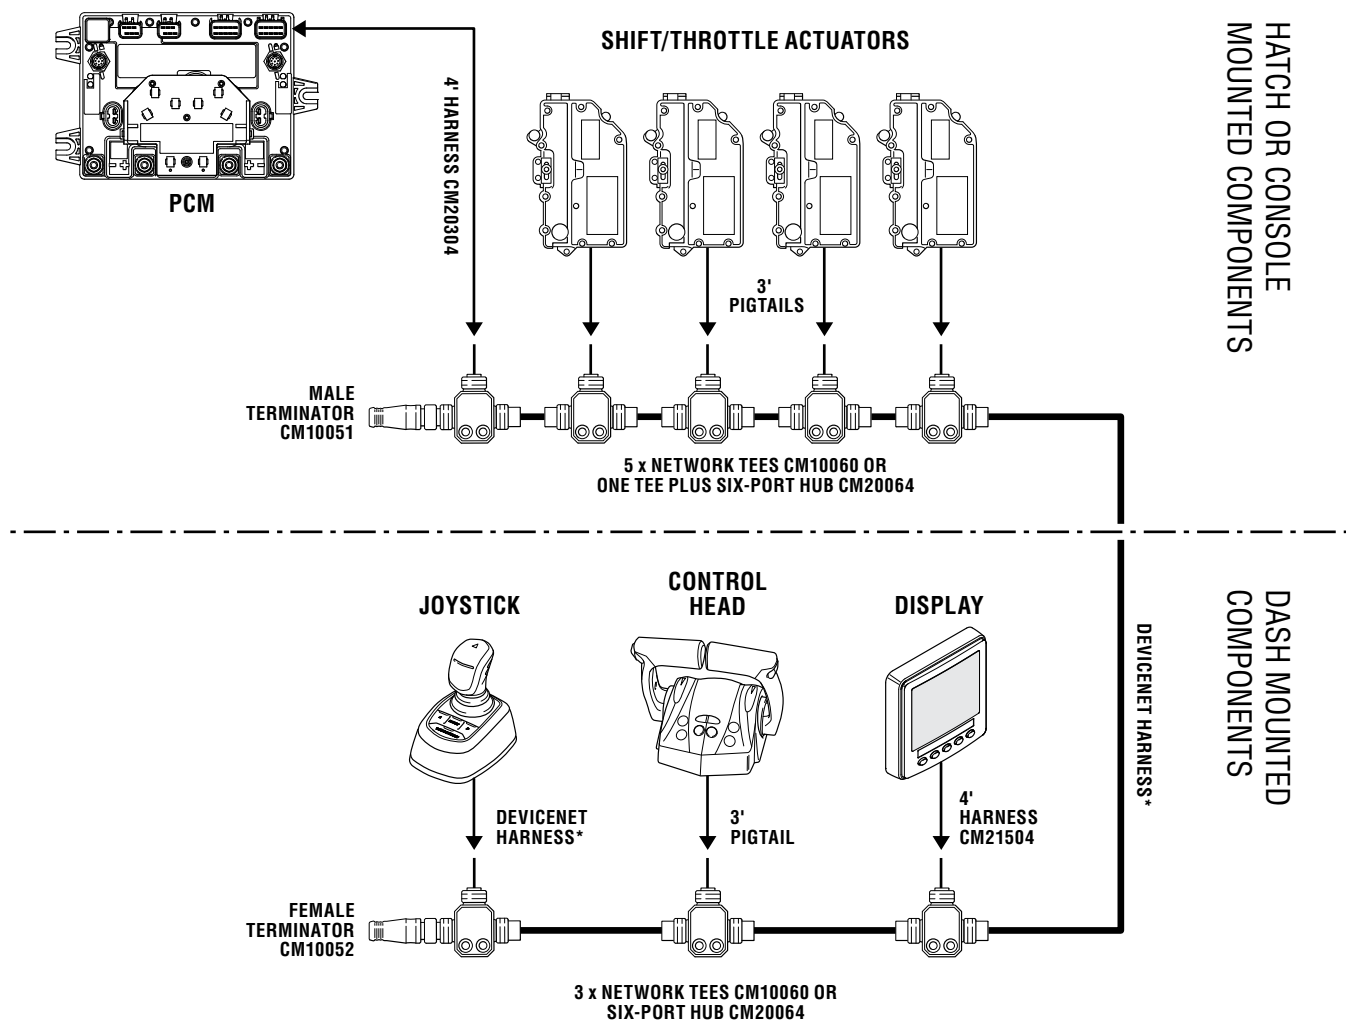 SHIFT/THROTTLE ACTUATORS
PCM
4' HARNESS CM20304
3'
PIGTAILS
HATCH OR CONSOLE
MOUNTED COMPONENTS
MALE
TERMINATOR
CM10051
5 x NETWORK TEES CM10060 OR
ONE TEE PLUS SIX-PORT HUB CM20064
JOYSTICK
CONTROL
HEAD
DISPLAY
DEVICENET HARNESS*
DASH MOUNTED
COMPONENTS
DEVICENET
HARNESS*
3'
PIGTAIL
4'
HARNESS
CM21504
FEMALE
TERMINATOR
CM10052
3 x NETWORK TEES CM10060 OR
SIX-PORT HUB CM20064